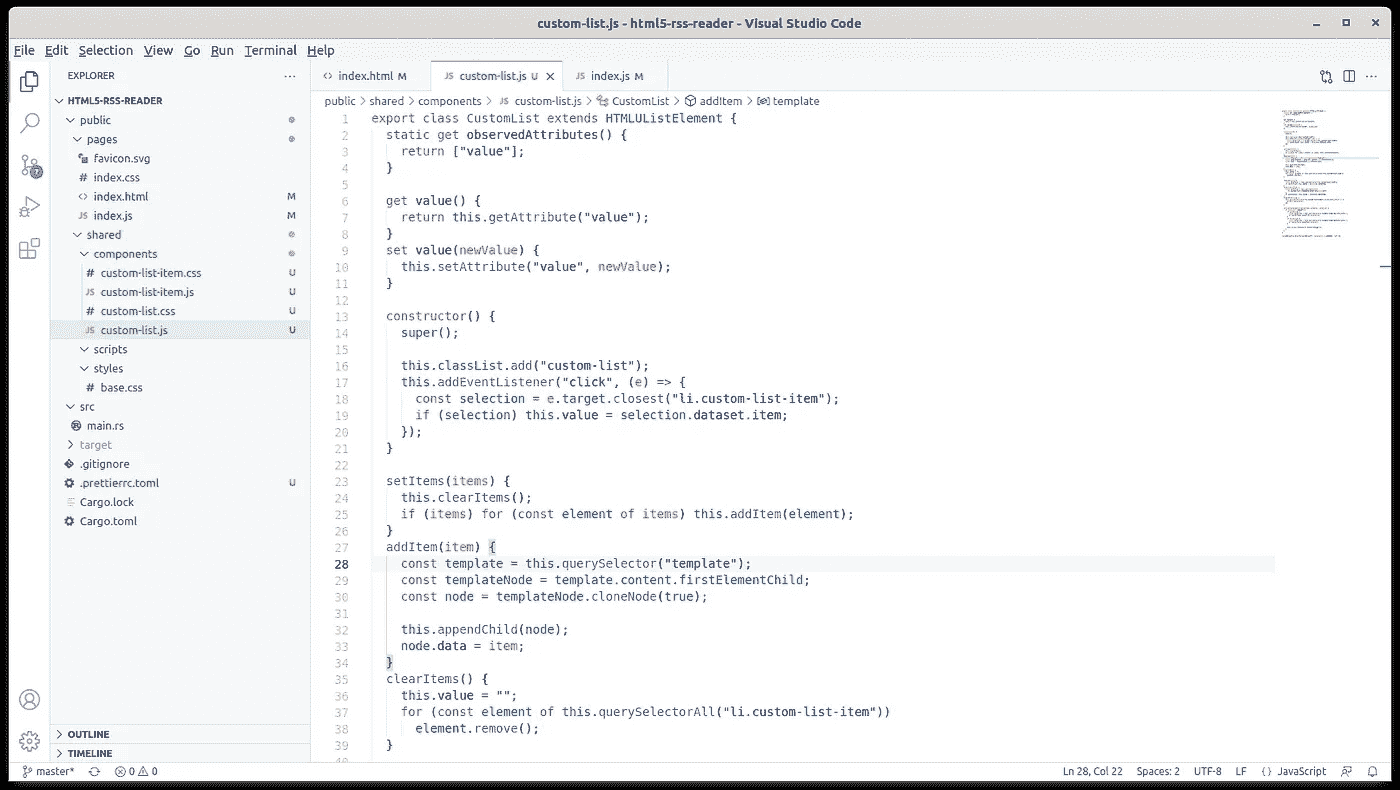 custom-list.js - html5-rss-reader - Visual Studio Code
File Edit Selection View Go Run Terminal Help
EXPLORER
HTML5-RSS-READER
public
pages
favicon.svg
# index.css
<> index.html M
JS index.js M
shared
components
# custom-list-item.css U
JS custom-list-item.js U
# custom-list.css U
JS custom-list.js U
scripts
styles
# base.css
src
main.rs
target
.gitignore
.prettierrc.toml U
Cargo.lock
Cargo.toml
OUTLINE
TIMELINE
<> index.html M JS custom-list.js U JS index.js M
public > shared > components > JS custom-list.js > CustomList > addItem > template
1 export class CustomList extends HTMLUListElement {
2 static get observedAttributes() {
3 return ["value"];
4 }
5
6 get value() {
7 return this.getAttribute("value");
8 }
9 set value(newValue) {
10 this.setAttribute("value", newValue);
11 }
12
13 constructor() {
14 super();
15
16 this.classList.add("custom-list");
17 this.addEventListener("click", (e) => {
18 const selection = e.target.closest("li.custom-list-item");
19 if (selection) this.value = selection.dataset.item;
20 });
21 }
22
23 setItems(items) {
24 this.clearItems();
25 if (items) for (const element of items) this.addItem(element);
26 }
27 addItem(item) {
28 const template = this.querySelector("template");
29 const templateNode = template.content.firstElementChild;
30 const node = templateNode.cloneNode(true);
31
32 this.appendChild(node);
33 node.data = item;
34 }
35 clearItems() {
36 this.value = "";
37 for (const element of this.querySelectorAll("li.custom-list-item"))
38 element.remove();
39 }
master* 0 0 Ln 28, Col 22 Spaces: 2 UTF-8 LF {} JavaScript